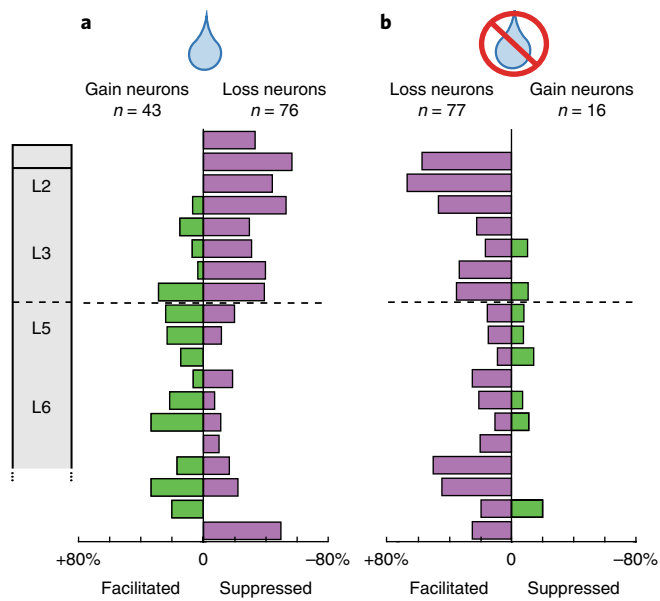 a
b
Gain neurons
n = 43
Loss neurons
n = 76
Loss neurons
n = 77
Gain neurons
n = 16
L2
L3
L5
L6
+80%
0
−80%
+80%
0
−80%
Facilitated
Suppressed
Facilitated
Suppressed